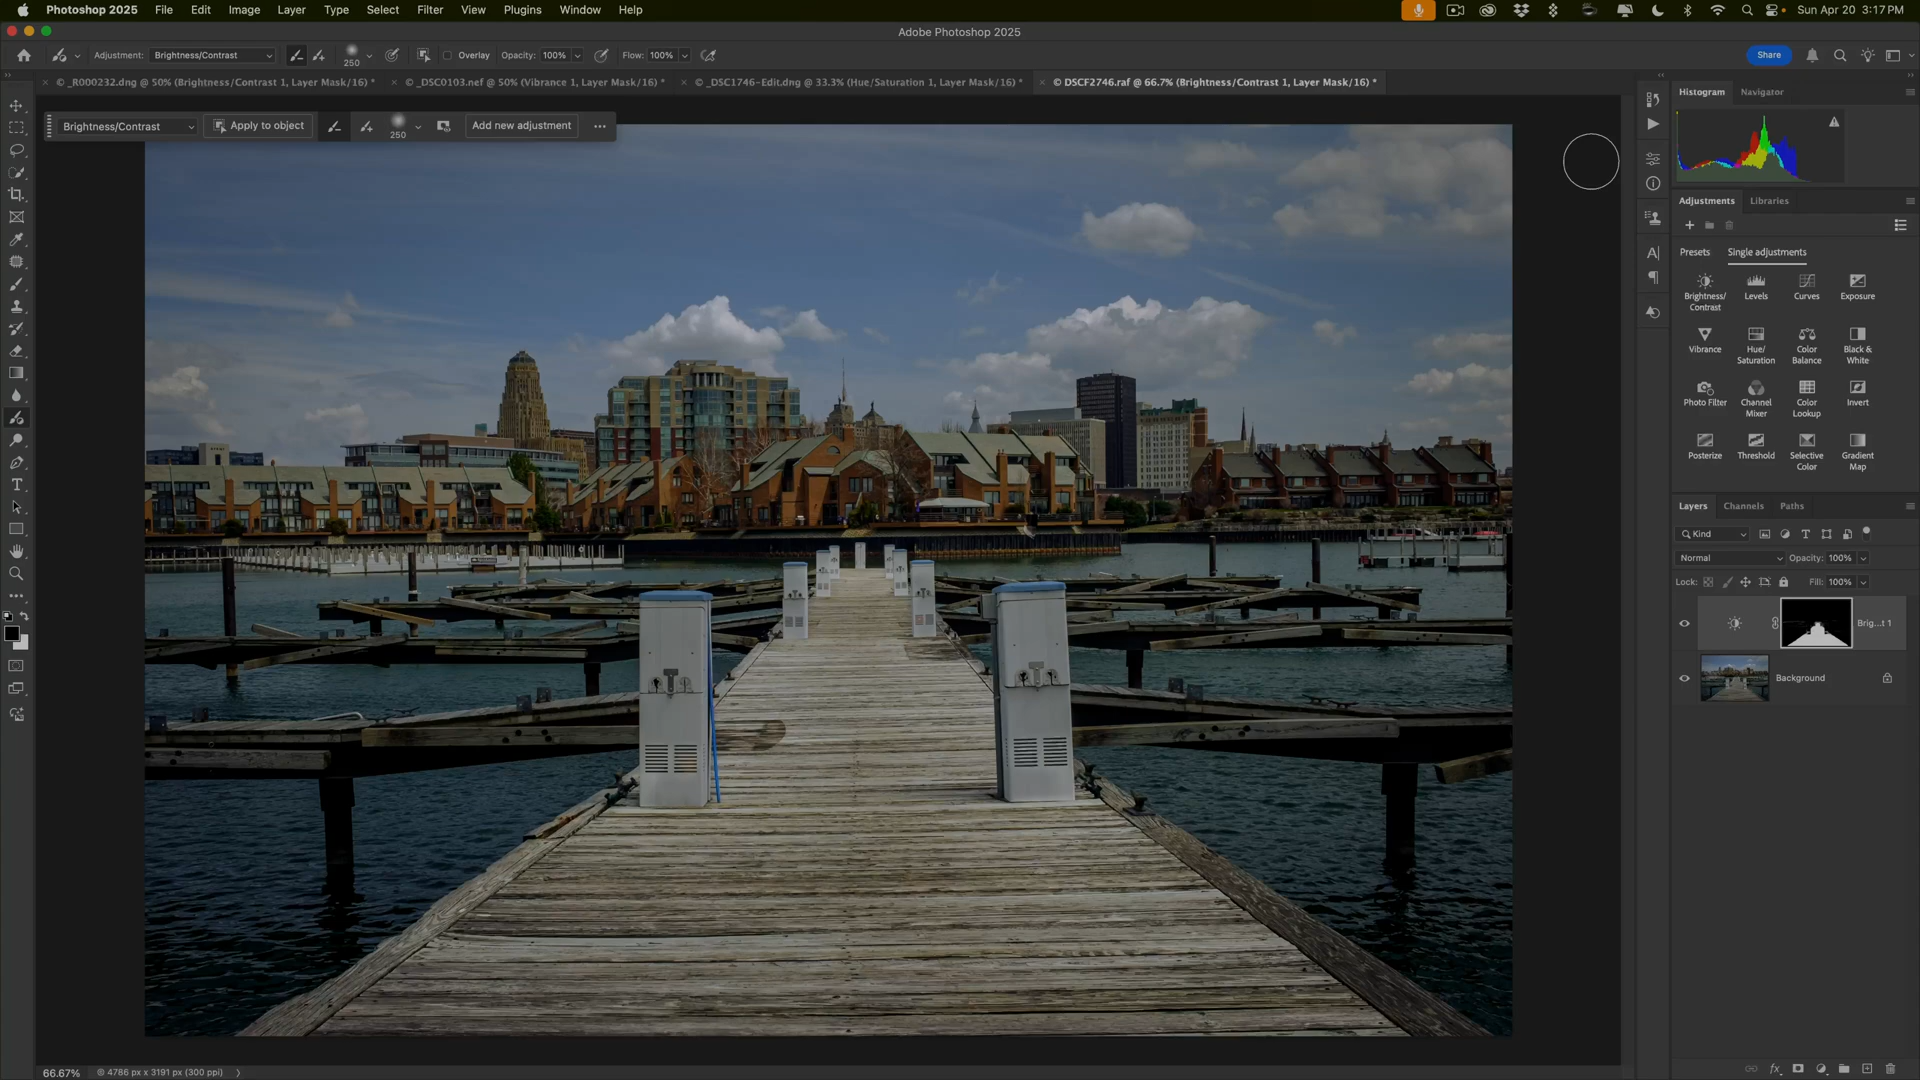 Photoshop 2025 File Edit Image Layer Type Select Filter View Plugins Window Help Sun Apr 20 3:17 PM
Adobe Photoshop 2025
Adjustment: Brightness/Contrast 250 Overlay Opacity: 100% Flow: 100% Share
© _R000232.dng @ 50% (Brightness/Contrast 1, Layer Mask/16) * © _DSC0103.nef @ 50% (Vibrance 1, Layer Mask/16) * © _DSC1746-Edit.dng @ 33.3% (Hue/Saturation 1, Layer Mask/16) * © DSCF2746.raf @ 66.7% (Brightness/Contrast 1, Layer Mask/16) *
Histogram Navigator
Brightness/Contrast Apply to object 250 Add new adjustment
Adjustments Libraries
Presets Single adjustments
Brightness/ Levels Curves Exposure
Contrast
Vibrance Hue/ Color Black &
Saturation Balance White
Photo Filter Channel Color Invert
Mixer Lookup
Posterize Threshold Selective Gradient
Color Map
Layers Channels Paths
Kind
Normal Opacity: 100%
Lock: Fill: 100%
Brig...t 1
Background
66.67% 4786 px x 3191 px (300 ppi)